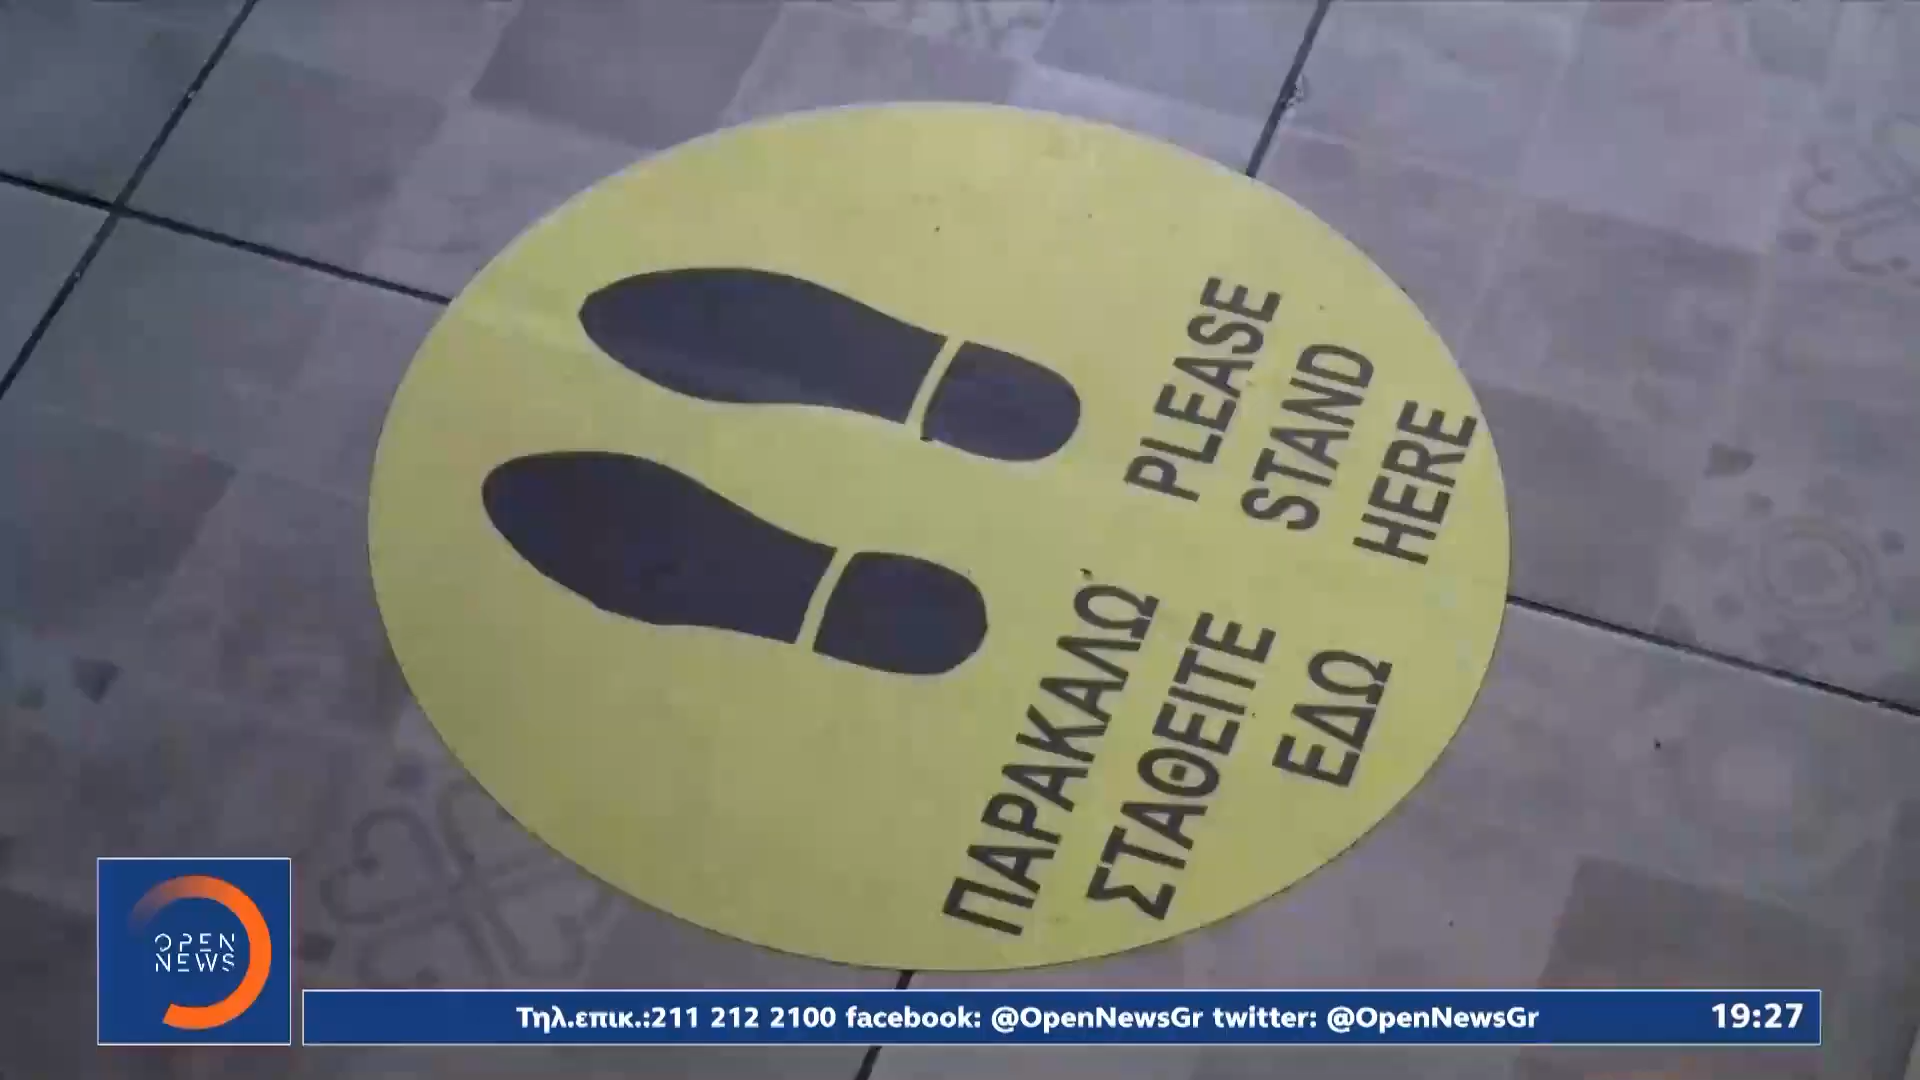 PLEASE
STAND
HERE
ΠΑΡΑΚΑΛΩ
ΣΤΑΘΕΙΤΕ
ΕΔΩ
OPEN
NEWS
Τηλ.επικ.:211 212 2100 facebook: @OpenNewsGr twitter: @OpenNewsGr
19:27